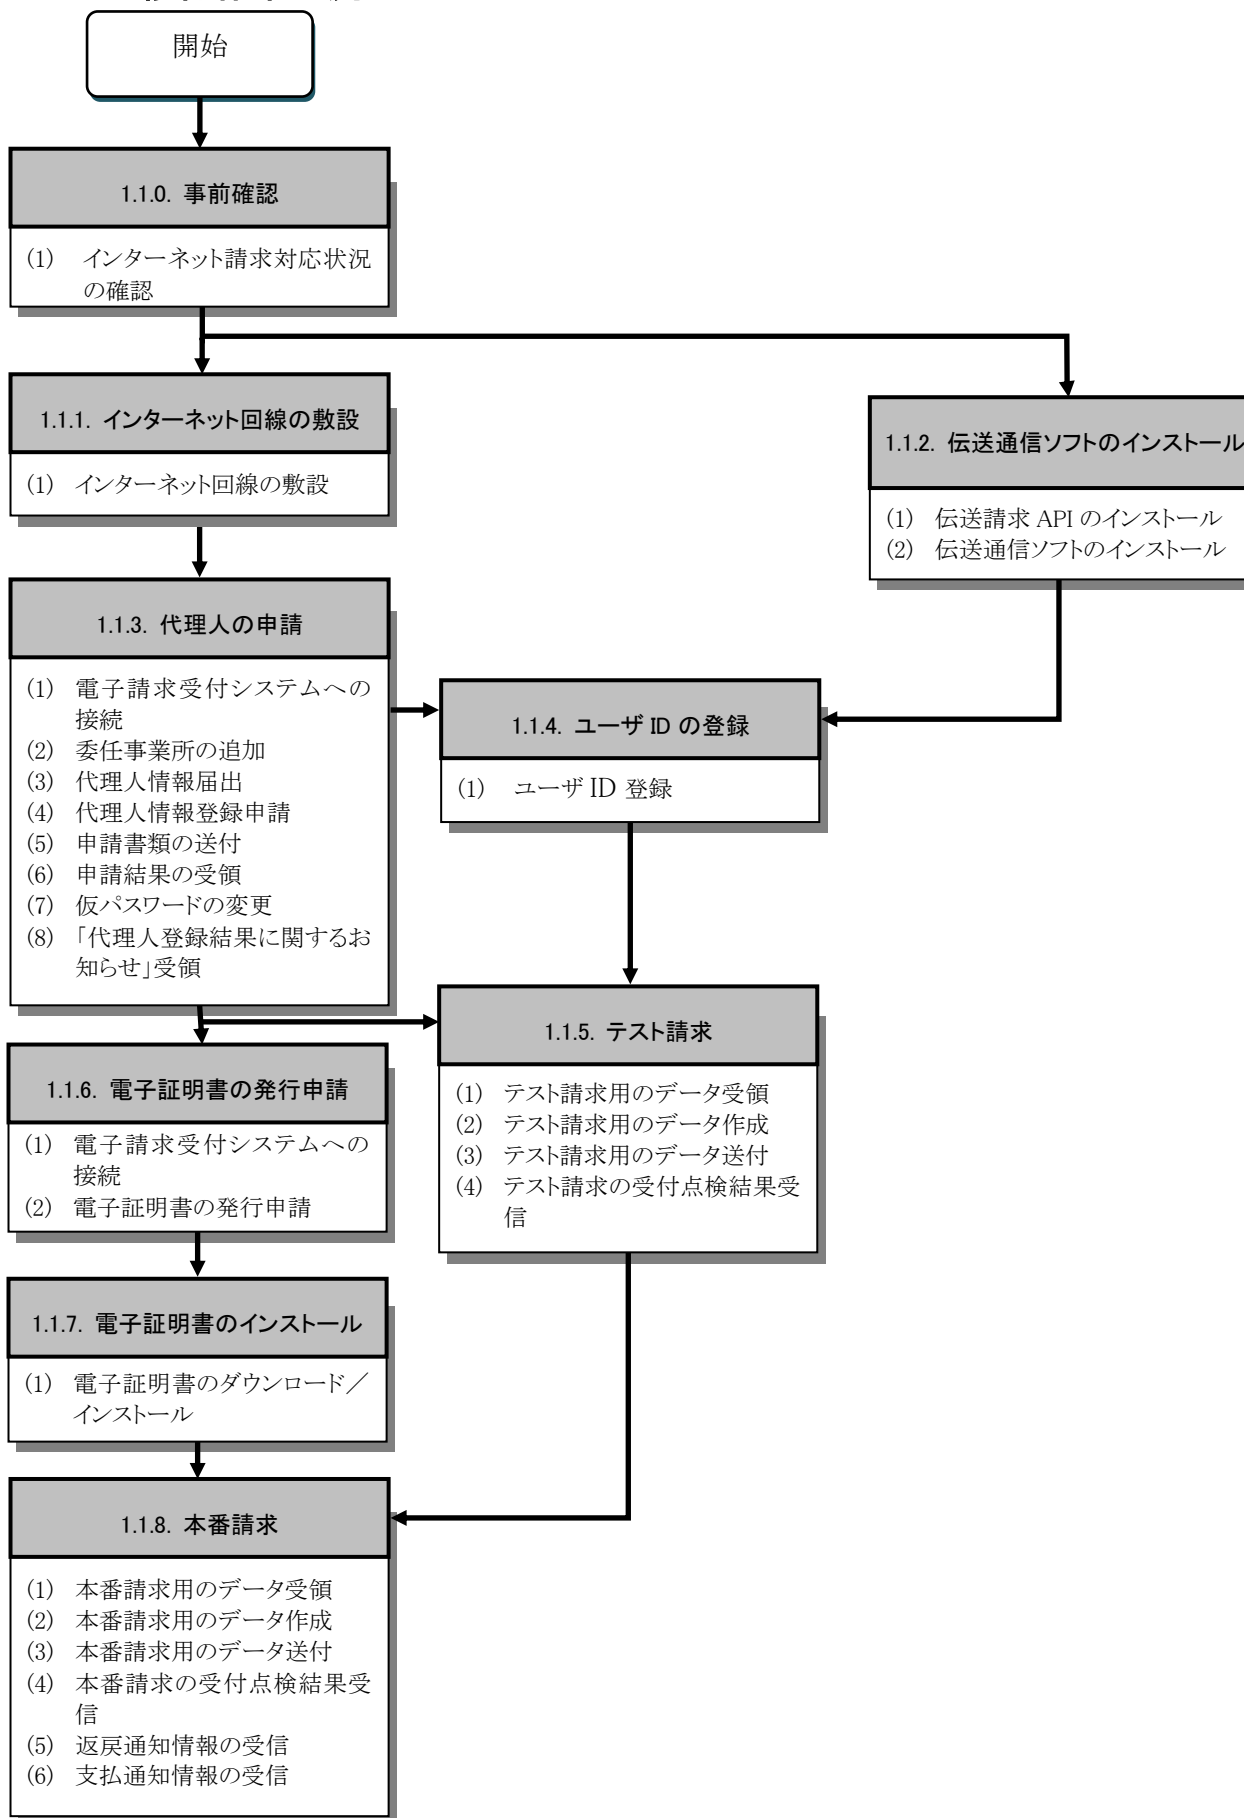 開始
1.1.0. 事前確認
(1) インターネット請求対応状況
の確認
1.1.1. インターネット回線の敷設
(1) インターネット回線の敷設
1.1.2. 伝送通信ソフトのインストール
(1) 伝送請求 API のインストール
(2) 伝送通信ソフトのインストール
1.1.3. 代理人の申請
(1) 電子請求受付システムへの
接続
(2) 委任事業所の追加
(3) 代理人情報届出
(4) 代理人情報登録申請
(5) 申請書類の送付
(6) 申請結果の受領
(7) 仮パスワードの変更
(8) 「代理人登録結果に関するお
知らせ」受領
1.1.4. ユーザ ID の登録
(1) ユーザ ID 登録
1.1.5. テスト請求
(1) テスト請求用のデータ受領
(2) テスト請求用のデータ作成
(3) テスト請求用のデータ送付
(4) テスト請求の受付点検結果受
信
1.1.6. 電子証明書の発行申請
(1) 電子請求受付システムへの
接続
(2) 電子証明書の発行申請
1.1.7. 電子証明書のインストール
(1) 電子証明書のダウンロード／
インストール
1.1.8. 本番請求
(1) 本番請求用のデータ受領
(2) 本番請求用のデータ作成
(3) 本番請求用のデータ送付
(4) 本番請求の受付点検結果受
信
(5) 返戻通知情報の受信
(6) 支払通知情報の受信